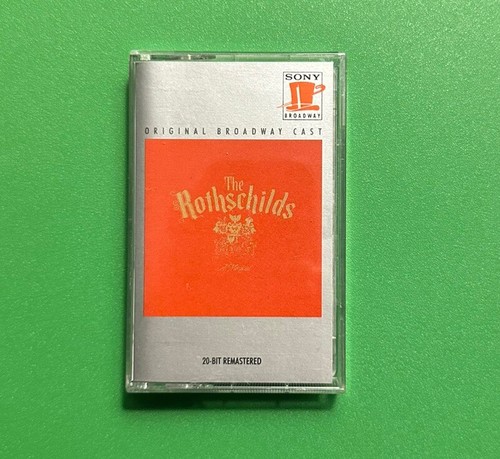 SONY
BROADWAY
ORIGINAL BROADWAY CAST
The
Rothschilds
20-BIT REMASTERED